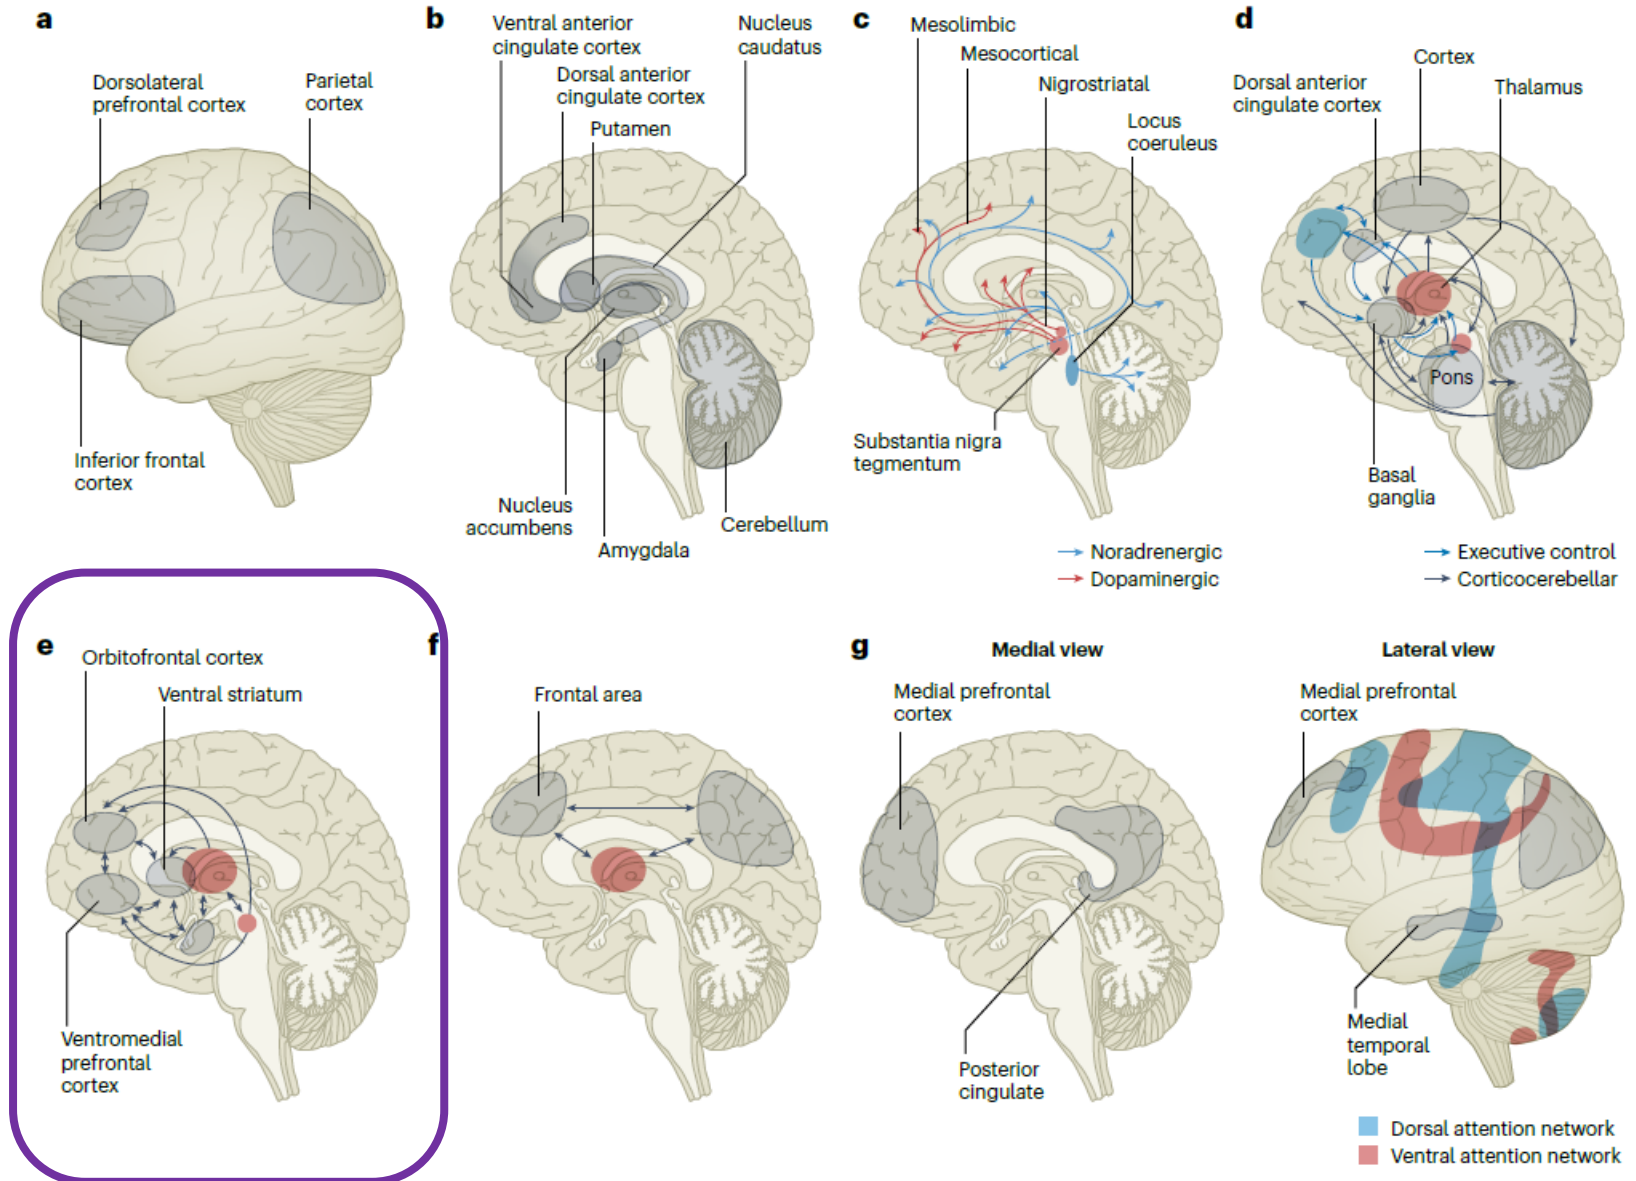 a
Dorsolateral
prefrontal cortex
Parietal
cortex
Inferior frontal
cortex
b
Ventral anterior
cingulate cortex
Nucleus
caudatus
Dorsal anterior
cingulate cortex
Putamen
Nucleus
accumbens
Amygdala
Cerebellum
c
Mesolimbic
Mesocortical
Nigrostriatal
Locus
coeruleus
Substantia nigra
tegmentum
Noradrenergic
Dopaminergic
d
Cortex
Dorsal anterior
cingulate cortex
Thalamus
Pons
Basal
ganglia
Executive control
Corticocerebellar
e
Orbitofrontal cortex
Ventral striatum
Ventromedial
prefrontal
cortex
f
Frontal area
g
Medial view
Medial prefrontal
cortex
Posterior
cingulate
Lateral view
Medial prefrontal
cortex
Medial
temporal
lobe
Dorsal attention network
Ventral attention network